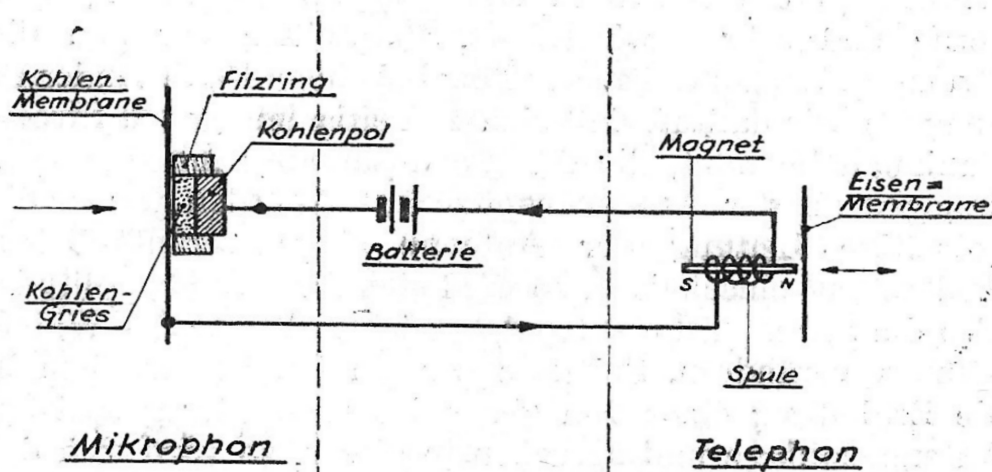 Kohlen-
Membrane
Filzring
Kohlenpol
Magnet
Eisen=
Membrane
Batterie
S
N
Kohlen-
Gries
Spule
Mikrophon
Telephon